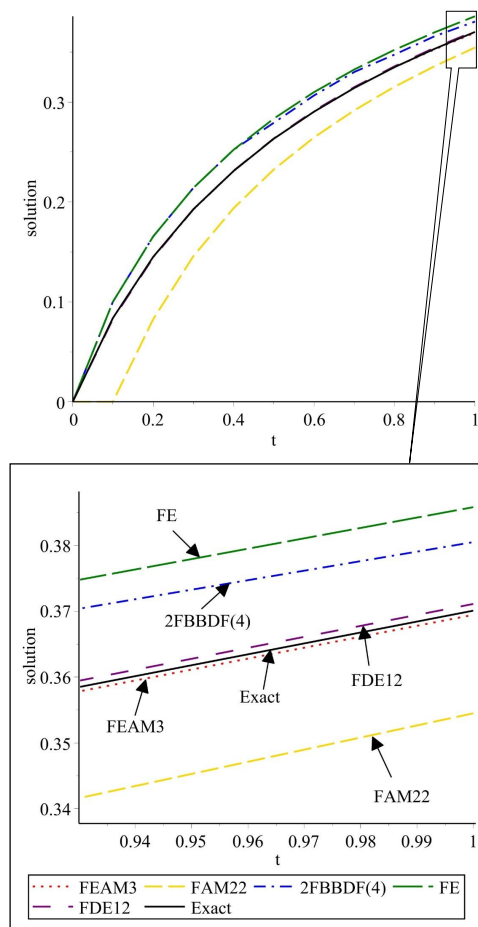 0.3
0.2
0.1
0
solution
0 0.2 0.4 0.6 0.8 1
t
0.38
0.37
0.36
0.35
0.34
solution
FE
2FBBDF(4)
FDE12
Exact
FEAM3
FAM22
0.94 0.95 0.96 0.97 0.98 0.99 1
t
FEAM3 FAM22 2FBBDF(4) FE
FDE12 Exact